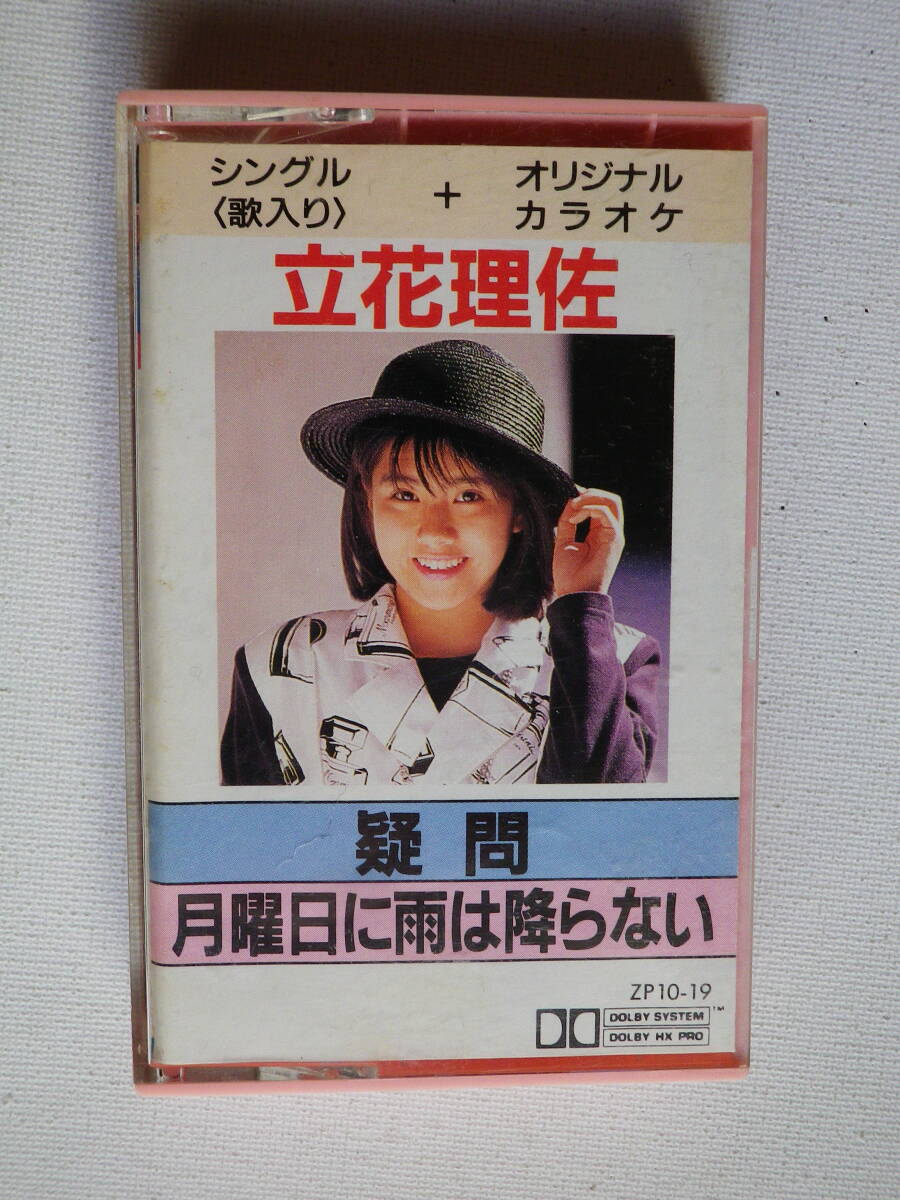 シングル
〈歌入り〉
+
オリジナル
カラオケ
立花理佐
疑問
月曜日に雨は降らない
ZP10-19
DOLBY SYSTEM™
DOLBY HX PRO